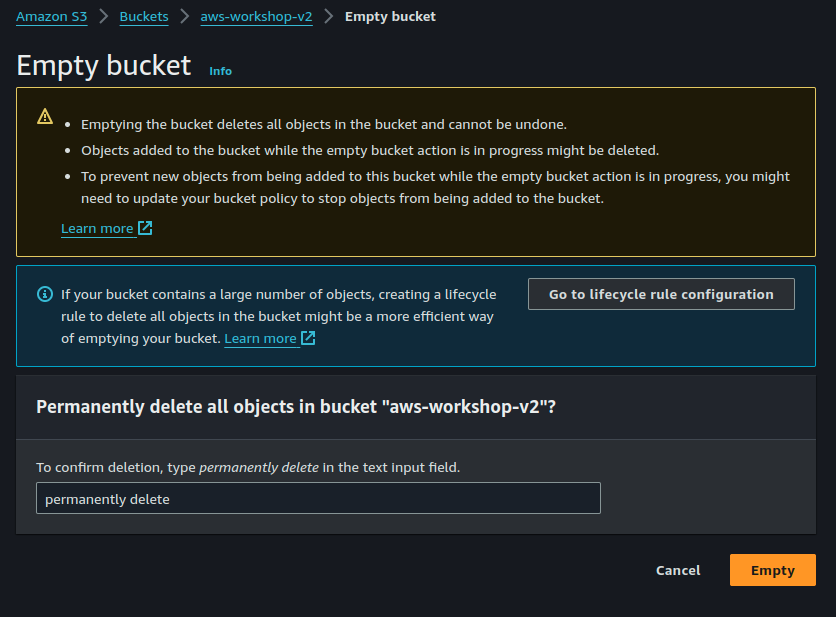 Amazon S3 > Buckets > aws-workshop-v2 > Empty bucket
Empty bucket Info
• Emptying the bucket deletes all objects in the bucket and cannot be undone.
• Objects added to the bucket while the empty bucket action is in progress might be deleted.
• To prevent new objects from being added to this bucket while the empty bucket action is in progress, you might
need to update your bucket policy to stop objects from being added to the bucket.
Learn more
If your bucket contains a large number of objects, creating a lifecycle
rule to delete all objects in the bucket might be a more efficient way
of emptying your bucket. Learn more
Go to lifecycle rule configuration
Permanently delete all objects in bucket "aws-workshop-v2"?
To confirm deletion, type permanently delete in the text input field.
permanently delete
Cancel Empty